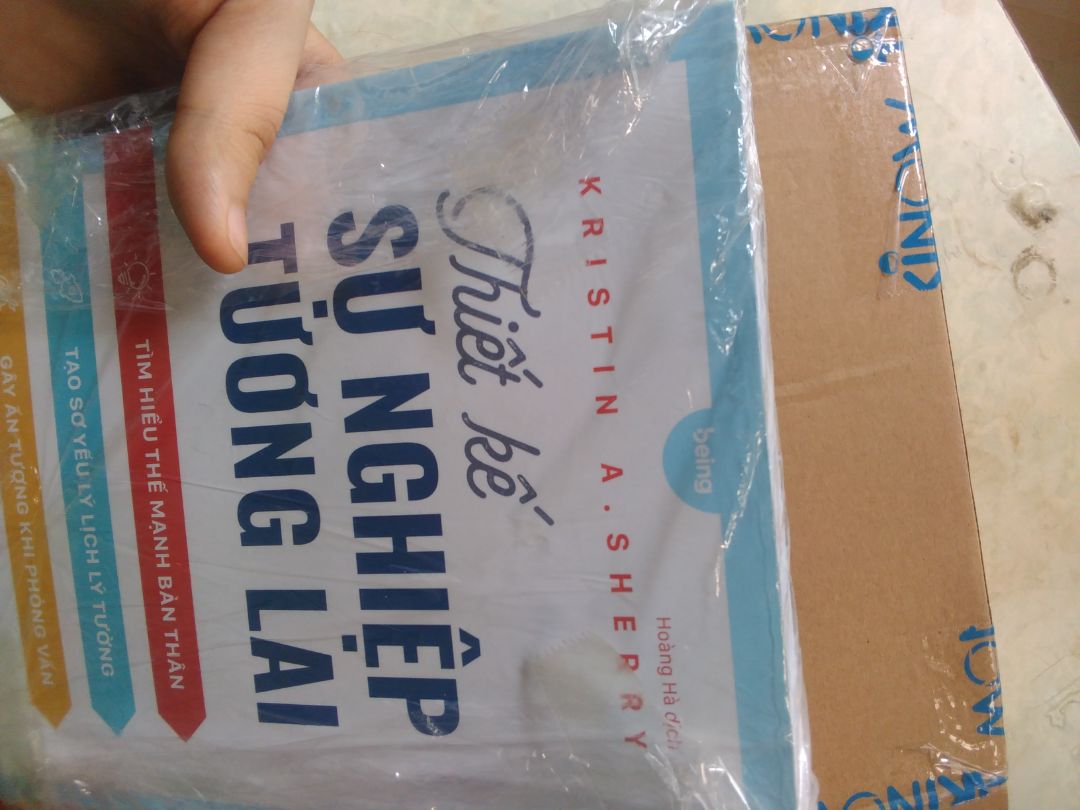 being
Hoàng Hà dịch
KRISTIN A.SHERRY
Thiết kế
SỰ NGHIỆP
TƯƠNG LAI
TÌM HIỂU THẾ MẠNH BẢN THÂN
TẠO SƠ YẾU LÝ LỊCH LÝ TƯỞNG
GÂY ẤN TƯỢNG KHI PHỎNG VẤN